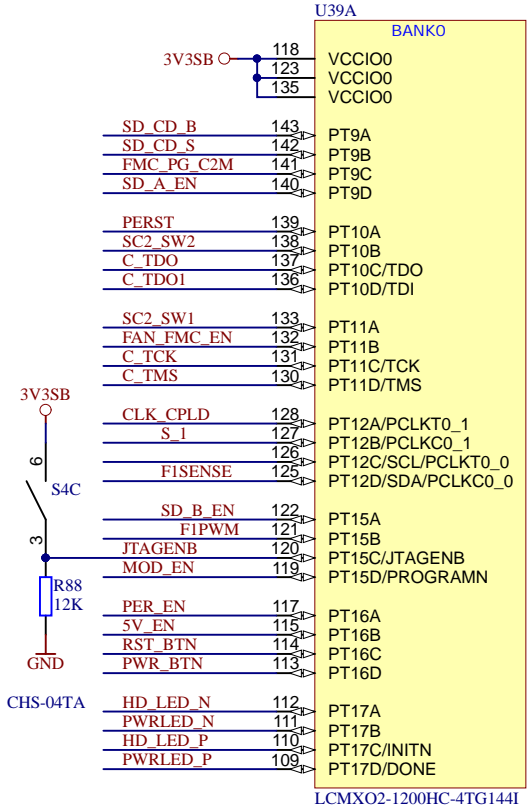 U39A
BANK0
3V3SB 118 VCCIO0
123 VCCIO0
135 VCCIO0
SD_CD_B 143 PT9A
SD_CD_S 142 PT9B
FMC_PG_C2M 141 PT9C
SD_A_EN 140 PT9D
PERST 139 PT10A
SC2_SW2 138 PT10B
C_TDO 137 PT10C/TDO
C_TDO1 136 PT10D/TDI
SC2_SW1 133 PT11A
FAN_FMC_EN 132 PT11B
C_TCK 131 PT11C/TCK
C_TMS 130 PT11D/TMS
3V3SB
CLK_CPLD 128 PT12A/PCLKT0_1
S_1 127 PT12B/PCLKC0_1
126 PT12C/SCL/PCLKT0_0
F1SENSE 125 PT12D/SDA/PCLKC0_0
6
S4C
3
SD_B_EN 122 PT15A
F1PWM 121 PT15B
JTAGENB 120 PT15C/JTAGENB
MOD_EN 119 PT15D/PROGRAMN
R88
12K
PER_EN 117 PT16A
5V_EN 115 PT16B
RST_BTN 114 PT16C
PWR_BTN 113 PT16D
GND
CHS-04TA
HD_LED_N 112 PT17A
PWRLED_N 111 PT17B
HD_LED_P 110 PT17C/INITN
PWRLED_P 109 PT17D/DONE
LCMXO2-1200HC-4TG144I